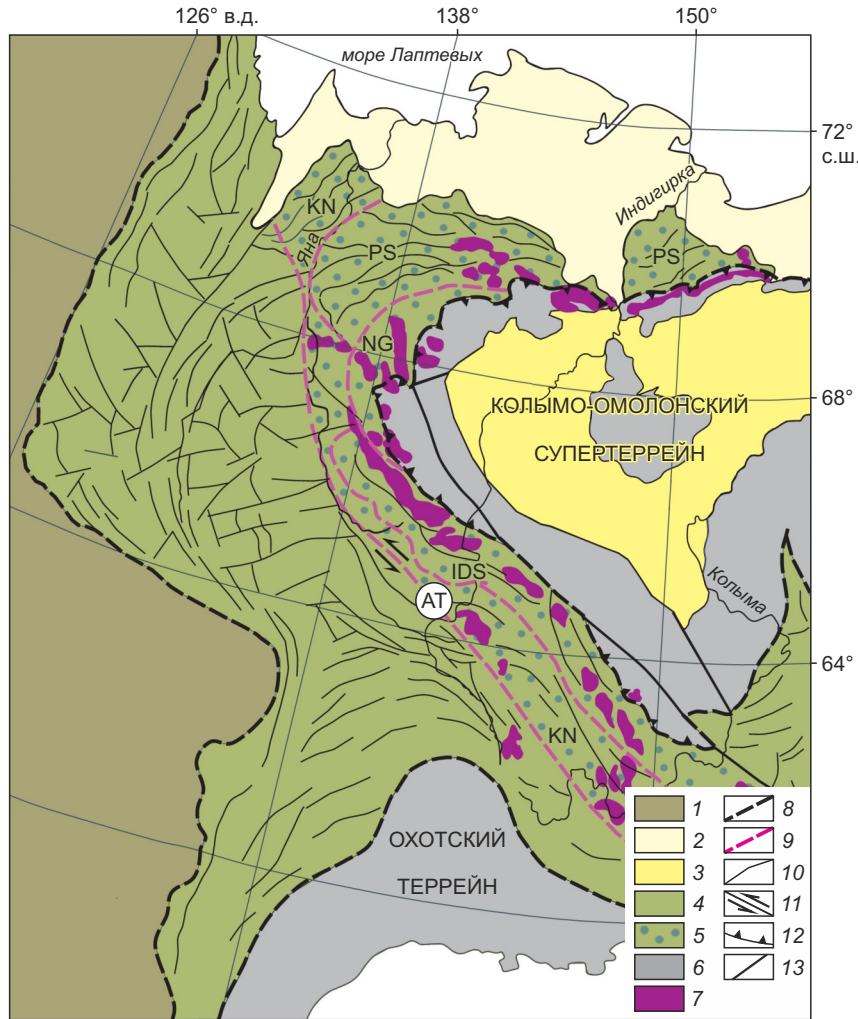 126° в.д.
138°
150°
море Лаптевых
72°
с.ш.
Индигирка
KN
Яна
PS
PS
NG
68°
КОЛЫМО-ОМОЛОНСКИЙ
СУПЕРТЕРРЕЙН
IDS
Колыма
AT
64°
KN
ОХОТСКИЙ
ТЕРРЕЙН
1
8
2
9
3
10
4
11
5
12
6
13
7